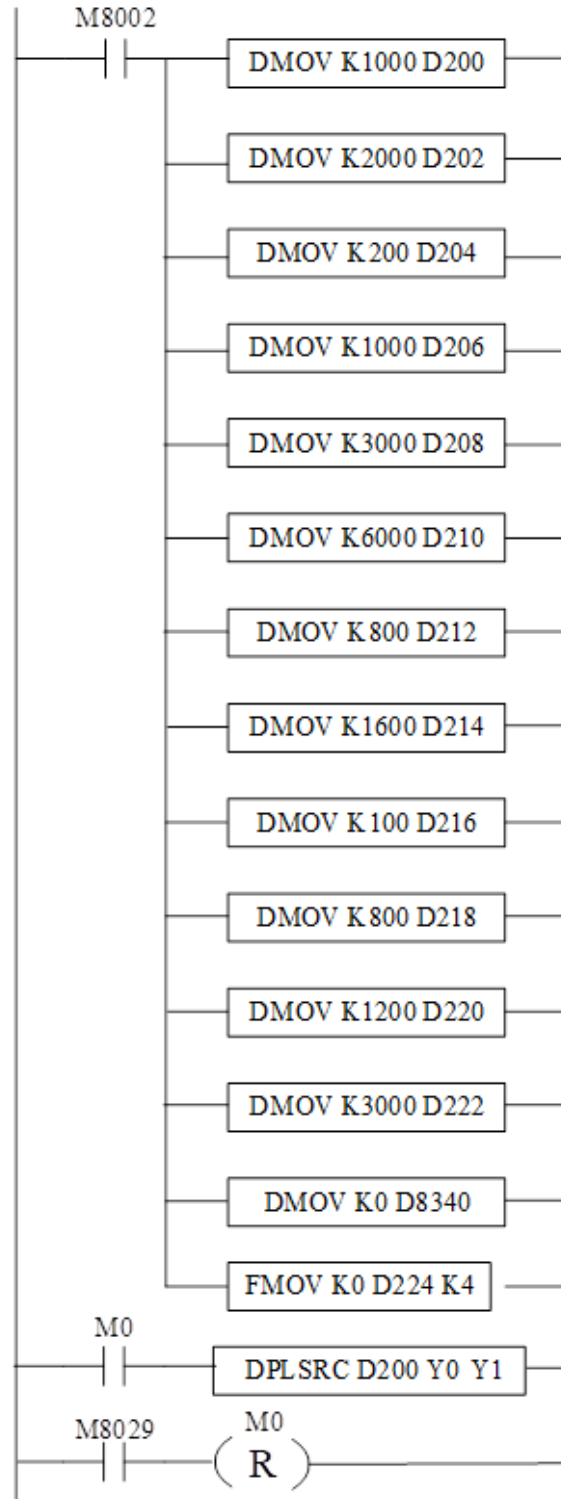 M8002
DMOV K1000 D200
DMOV K2000 D202
DMOV K200 D204
DMOV K1000 D206
DMOV K3000 D208
DMOV K6000 D210
DMOV K800 D212
DMOV K1600 D214
DMOV K100 D216
DMOV K800 D218
DMOV K1200 D220
DMOV K3000 D222
DMOV K0 D8340
FMOV K0 D224 K4
M0
DPLSRC D200 Y0 Y1
M8029
M0
R